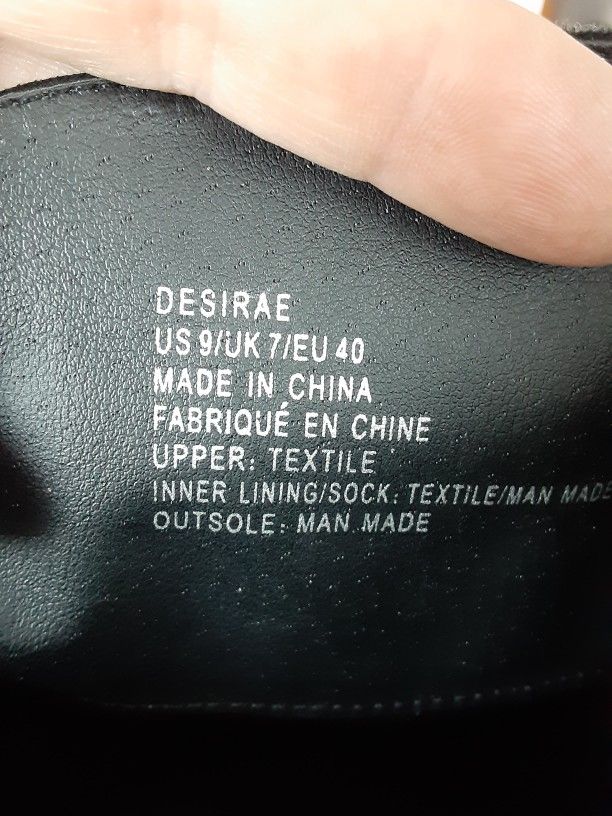 DESIRAE
US 9/UK 7/EU 40
MADE IN CHINA
FABRIQUÉ EN CHINE
UPPER: TEXTILE
INNER LINING/SOCK: TEXTILE/MAN MADE
OUTSOLE: MAN MADE